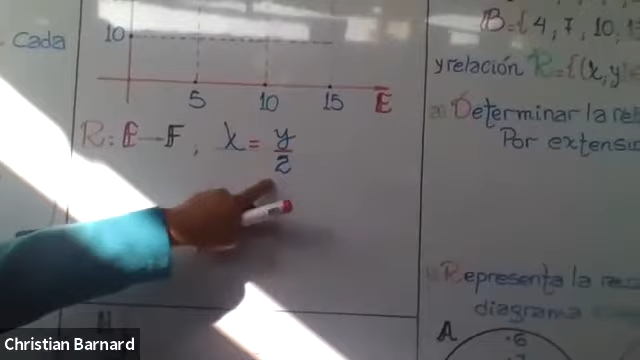 Cada
10
5 10 15 E
R: E—F ; x = y/2
B={ 4, 7, 10, 1
y relación R={(x,y)
a) Determinar la re
Por extensi
Representa la
diagrama
A
.6
Christian Barnard